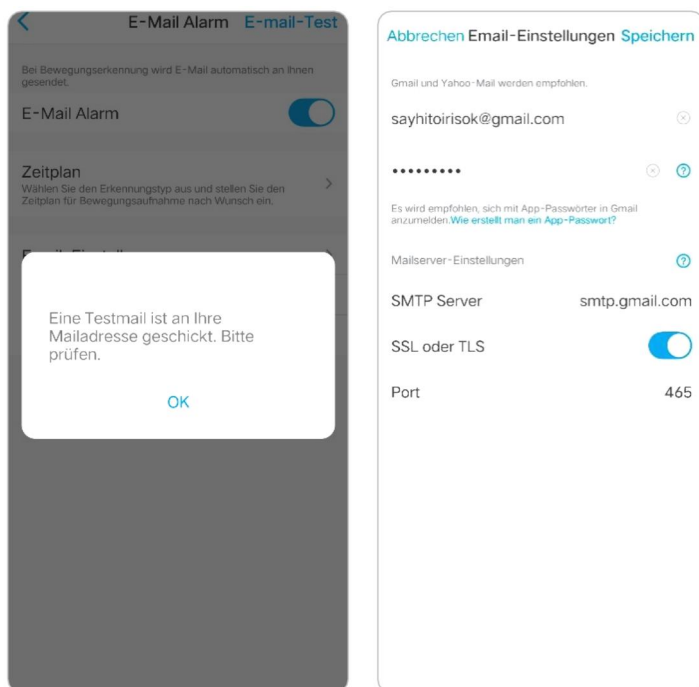 E-Mail Alarm E-mail-Test
Bei Bewegungserkennung wird E-Mail automatisch an Ihnen
gesendet.
E-Mail Alarm
Zeitplan
Wählen Sie den Erkennungstyp aus und stellen Sie den
Zeitplan für Bewegungsaufnahme nach Wunsch ein.
Eine Testmail ist an Ihre
Mailadresse geschickt. Bitte
prüfen.
OK
Abbrechen Email-Einstellungen Speichern
Gmail und Yahoo-Mail werden empfohlen.
sayhitoirisok@gmail.com
•••••••••
Es wird empfohlen, sich mit App-Passwörter in Gmail
anzumelden.Wie erstellt man ein App-Passwort?
Mailserver-Einstellungen
SMTP Server smtp.gmail.com
SSL oder TLS
Port 465